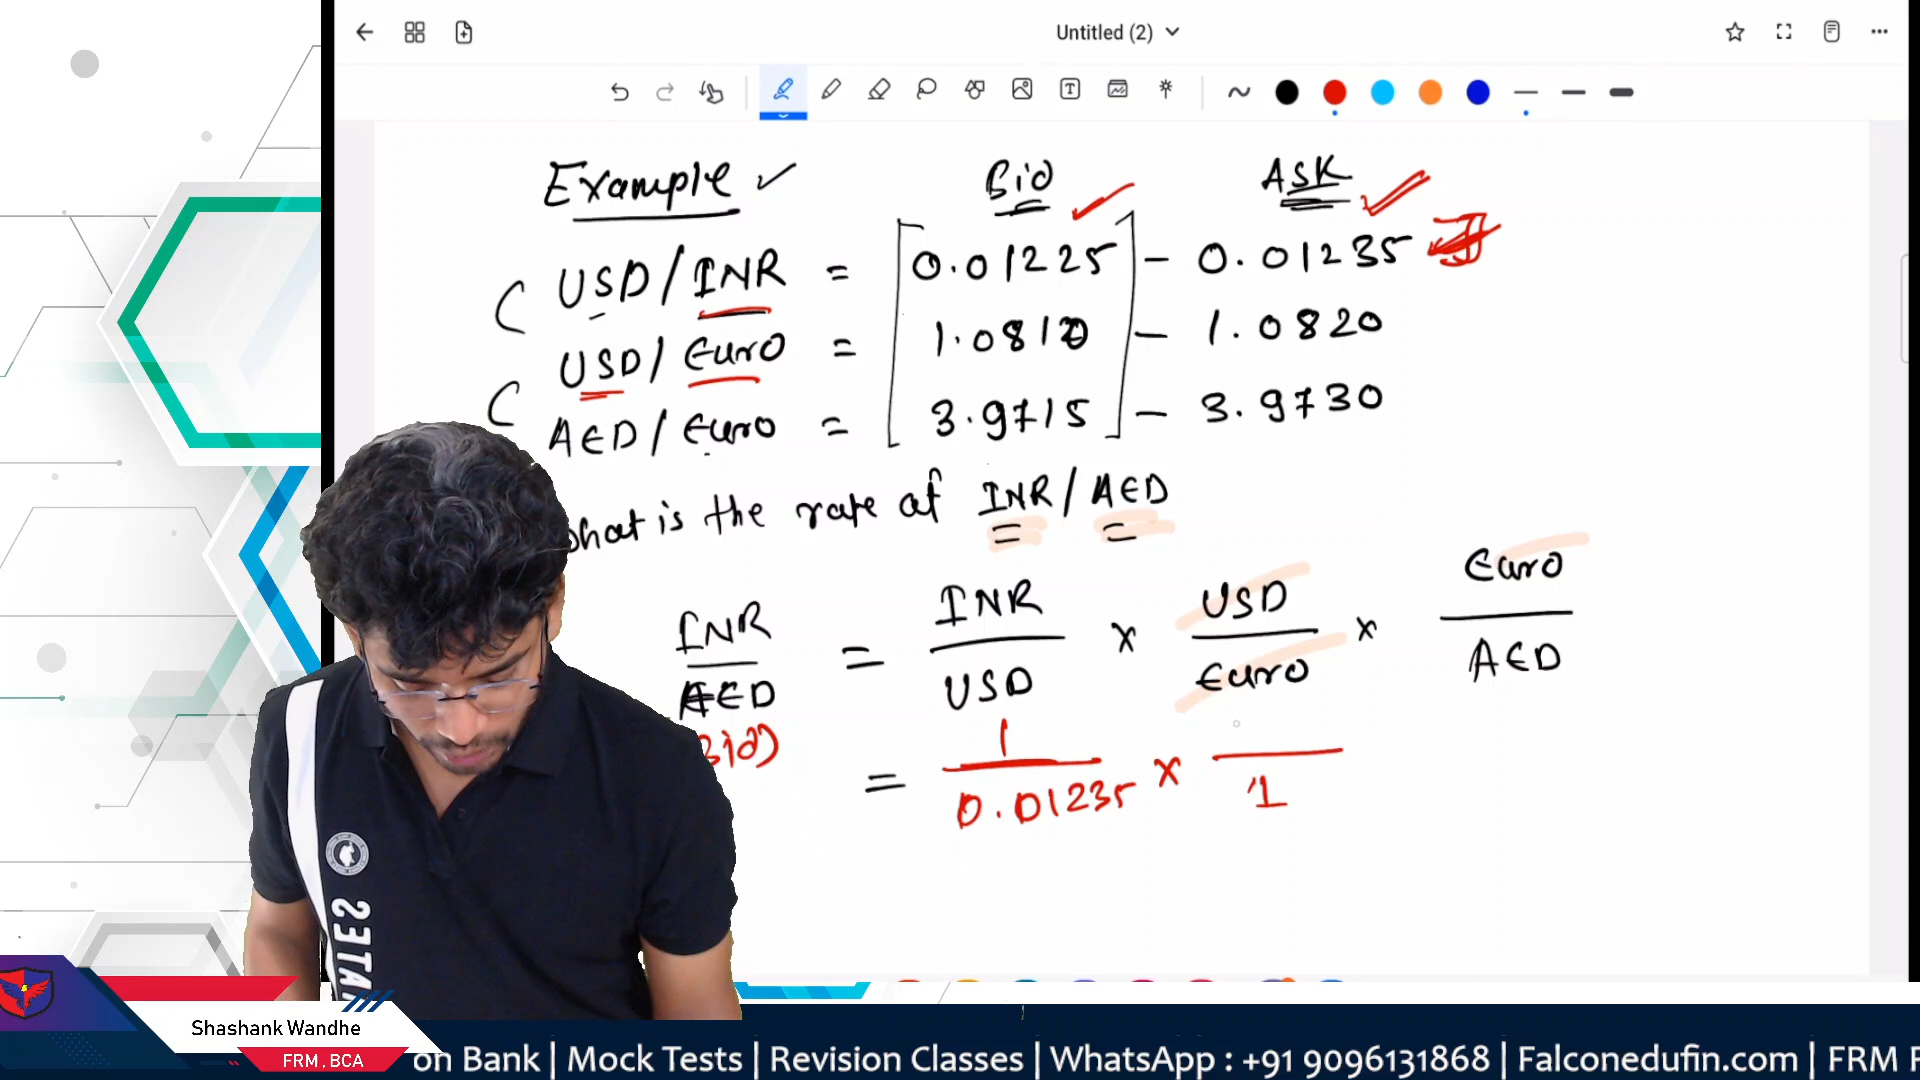 Untitled (2)
Example ✓ Bid ASK
USD/INR = 0.01225 - 0.01235
USD/Euro = 1.0810 - 1.0820
AED/Euro = 3.9715 - 3.9730
what is the rate of INR/AED
INR/AED = INR/USD x USD/Euro x Euro/AED
Bid)
= 1/0.01235 x /1
Shashank Wandhe
FRM, BCA
on Bank | Mock Tests | Revision Classes | WhatsApp : +91 9096131868 | Falconedufin.com | FRM F